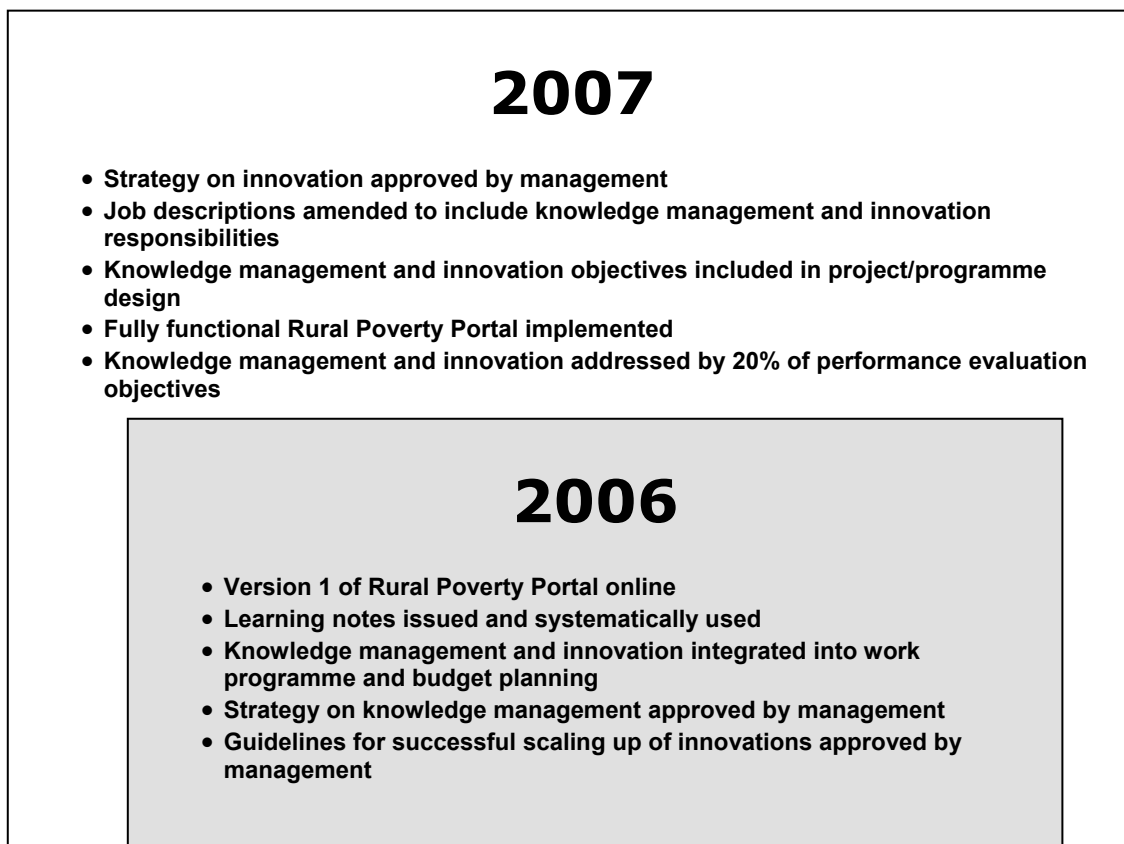 2007
• Strategy on innovation approved by management
• Job descriptions amended to include knowledge management and innovation
responsibilities
• Knowledge management and innovation objectives included in project/programme
design
• Fully functional Rural Poverty Portal implemented
• Knowledge management and innovation addressed by 20% of performance evaluation
objectives
2006
• Version 1 of Rural Poverty Portal online
• Learning notes issued and systematically used
• Knowledge management and innovation integrated into work
programme and budget planning
• Strategy on knowledge management approved by management
• Guidelines for successful scaling up of innovations approved by
management